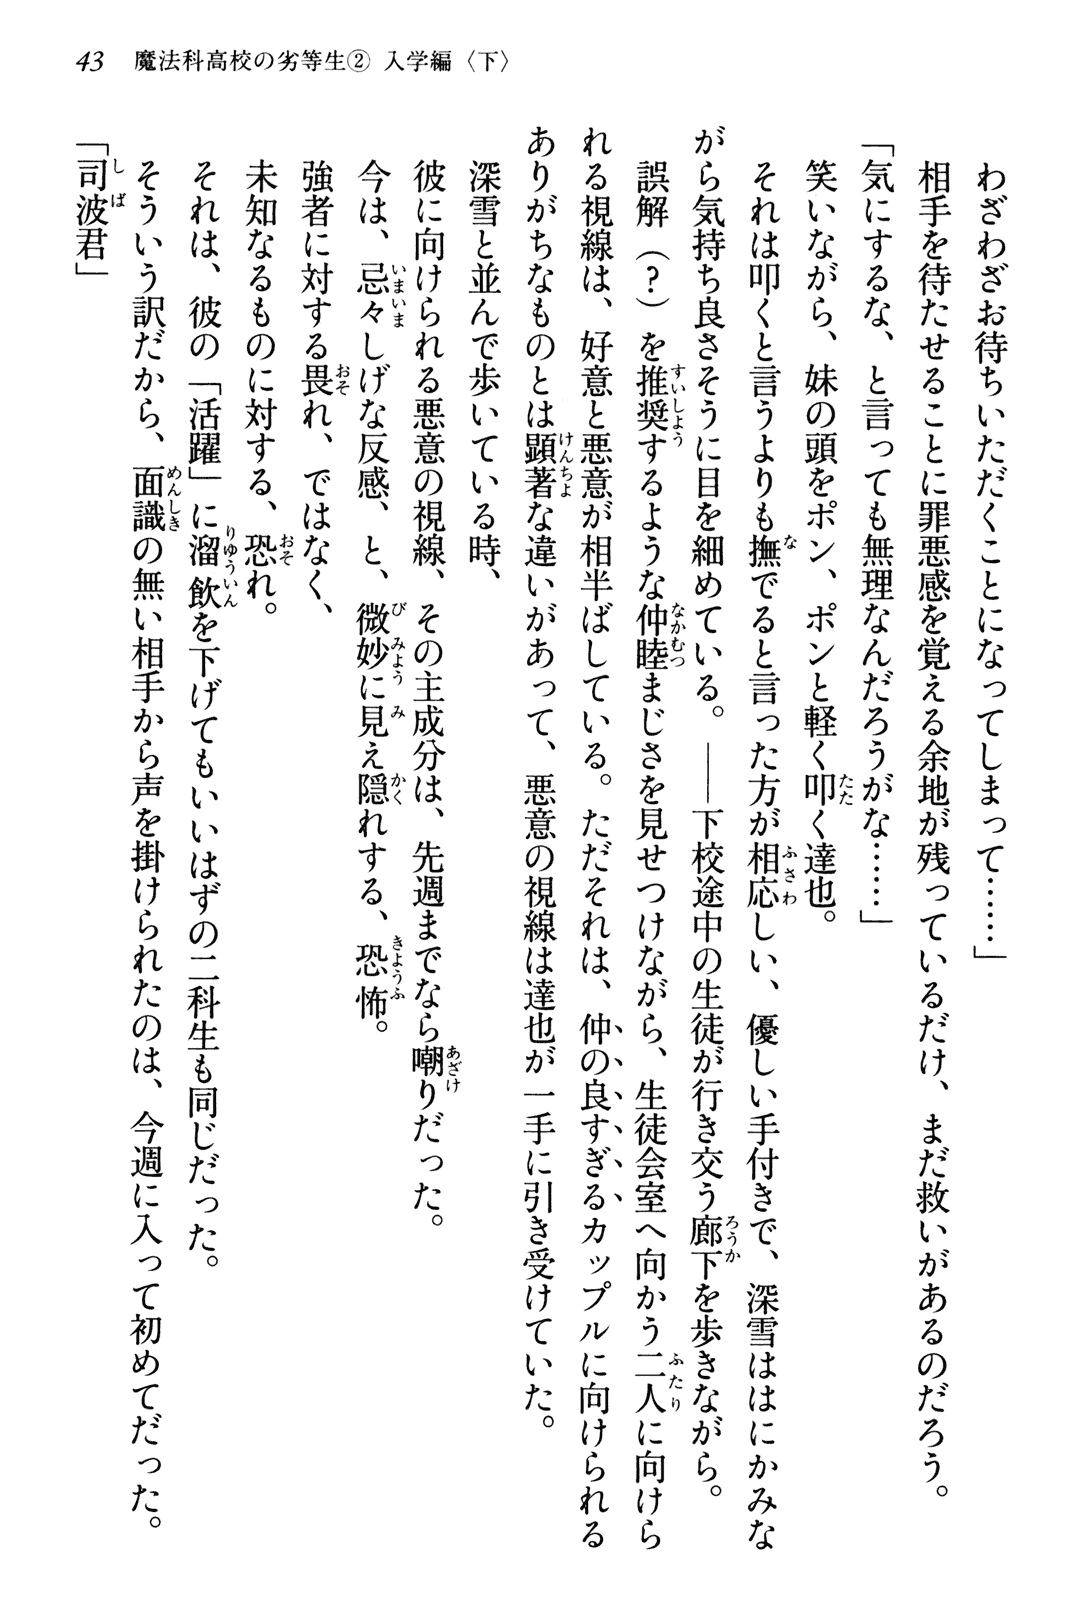 43　魔法科高校の劣等生② 入学編〈下〉
わざわざお待ちいただくことになってしまって……」
相手を待たせることに罪悪感を覚える余地が残っているだけ、まだ救いがあるのだろう。
「気にするな、と言っても無理なんだろうがな……」
笑いながら、妹の頭をポン、ポンと軽く叩く達也。
それは叩くと言うよりも撫でると言った方が相応しい、優しい手付きで、深雪ははにかみな
がら気持ち良さそうに目を細めている。――下校途中の生徒が行き交う廊下を歩きながら。
誤解（？）を推奨するような仲睦まじさを見せつけながら、生徒会室へ向かう二人に向けら
れる視線は、好意と悪意が相半ばしている。ただそれは、仲の良すぎるカップルに向けられる
ありがちなものとは顕著な違いがあって、悪意の視線は達也が一手に引き受けていた。
深雪と並んで歩いている時、
彼に向けられる悪意の視線、その主成分は、先週までなら嘲りだった。
今は、忌々しげな反感、と、微妙に見え隠れする、恐怖。
強者に対する畏れ、ではなく、
未知なるものに対する、恐れ。
それは、彼の「活躍」に溜飲を下げてもいいはずの二科生も同じだった。
そういう訳だから、面識の無い相手から声を掛けられたのは、今週に入って初めてだった。
「司波君」